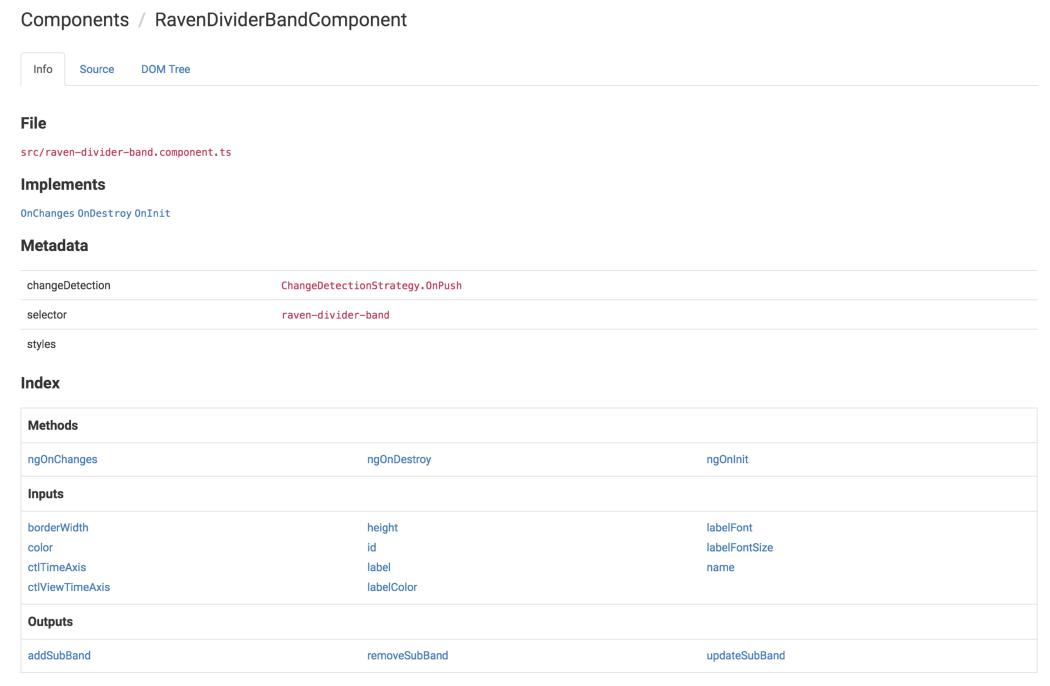 Components / RavenDividerBandComponent
Info Source DOM Tree
File
src/raven-divider-band.component.ts
Implements
OnChanges OnDestroy OnInit
Metadata
changeDetection ChangeDetectionStrategy.OnPush
selector raven-divider-band
styles
Index
Methods
ngOnChanges ngOnDestroy ngOnInit
Inputs
borderWidth height labelFont
color id labelFontSize
ctlTimeAxis label name
ctlViewTimeAxis labelColor
Outputs
addSubBand removeSubBand updateSubBand